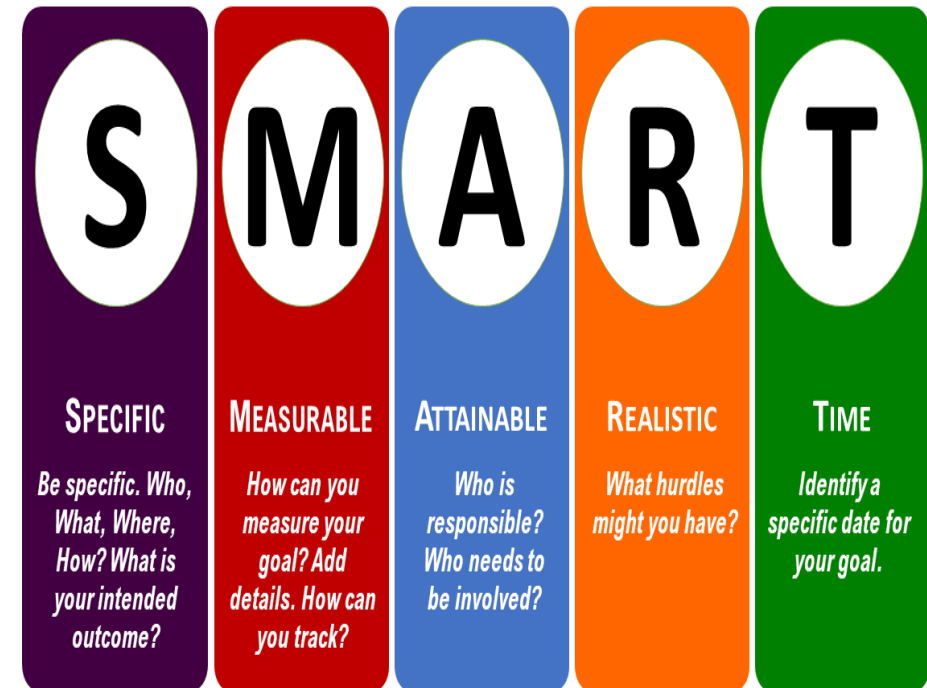 S
SPECIFIC
Be specific. Who,
What, Where,
How? What is
your intended
outcome?
M
MEASURABLE
How can you
measure your
goal? Add
details. How can
you track?
A
ATTAINABLE
Who is
responsible?
Who needs to
be involved?
R
REALISTIC
What hurdles
might you have?
T
TIME
Identify a
specific date for
your goal.